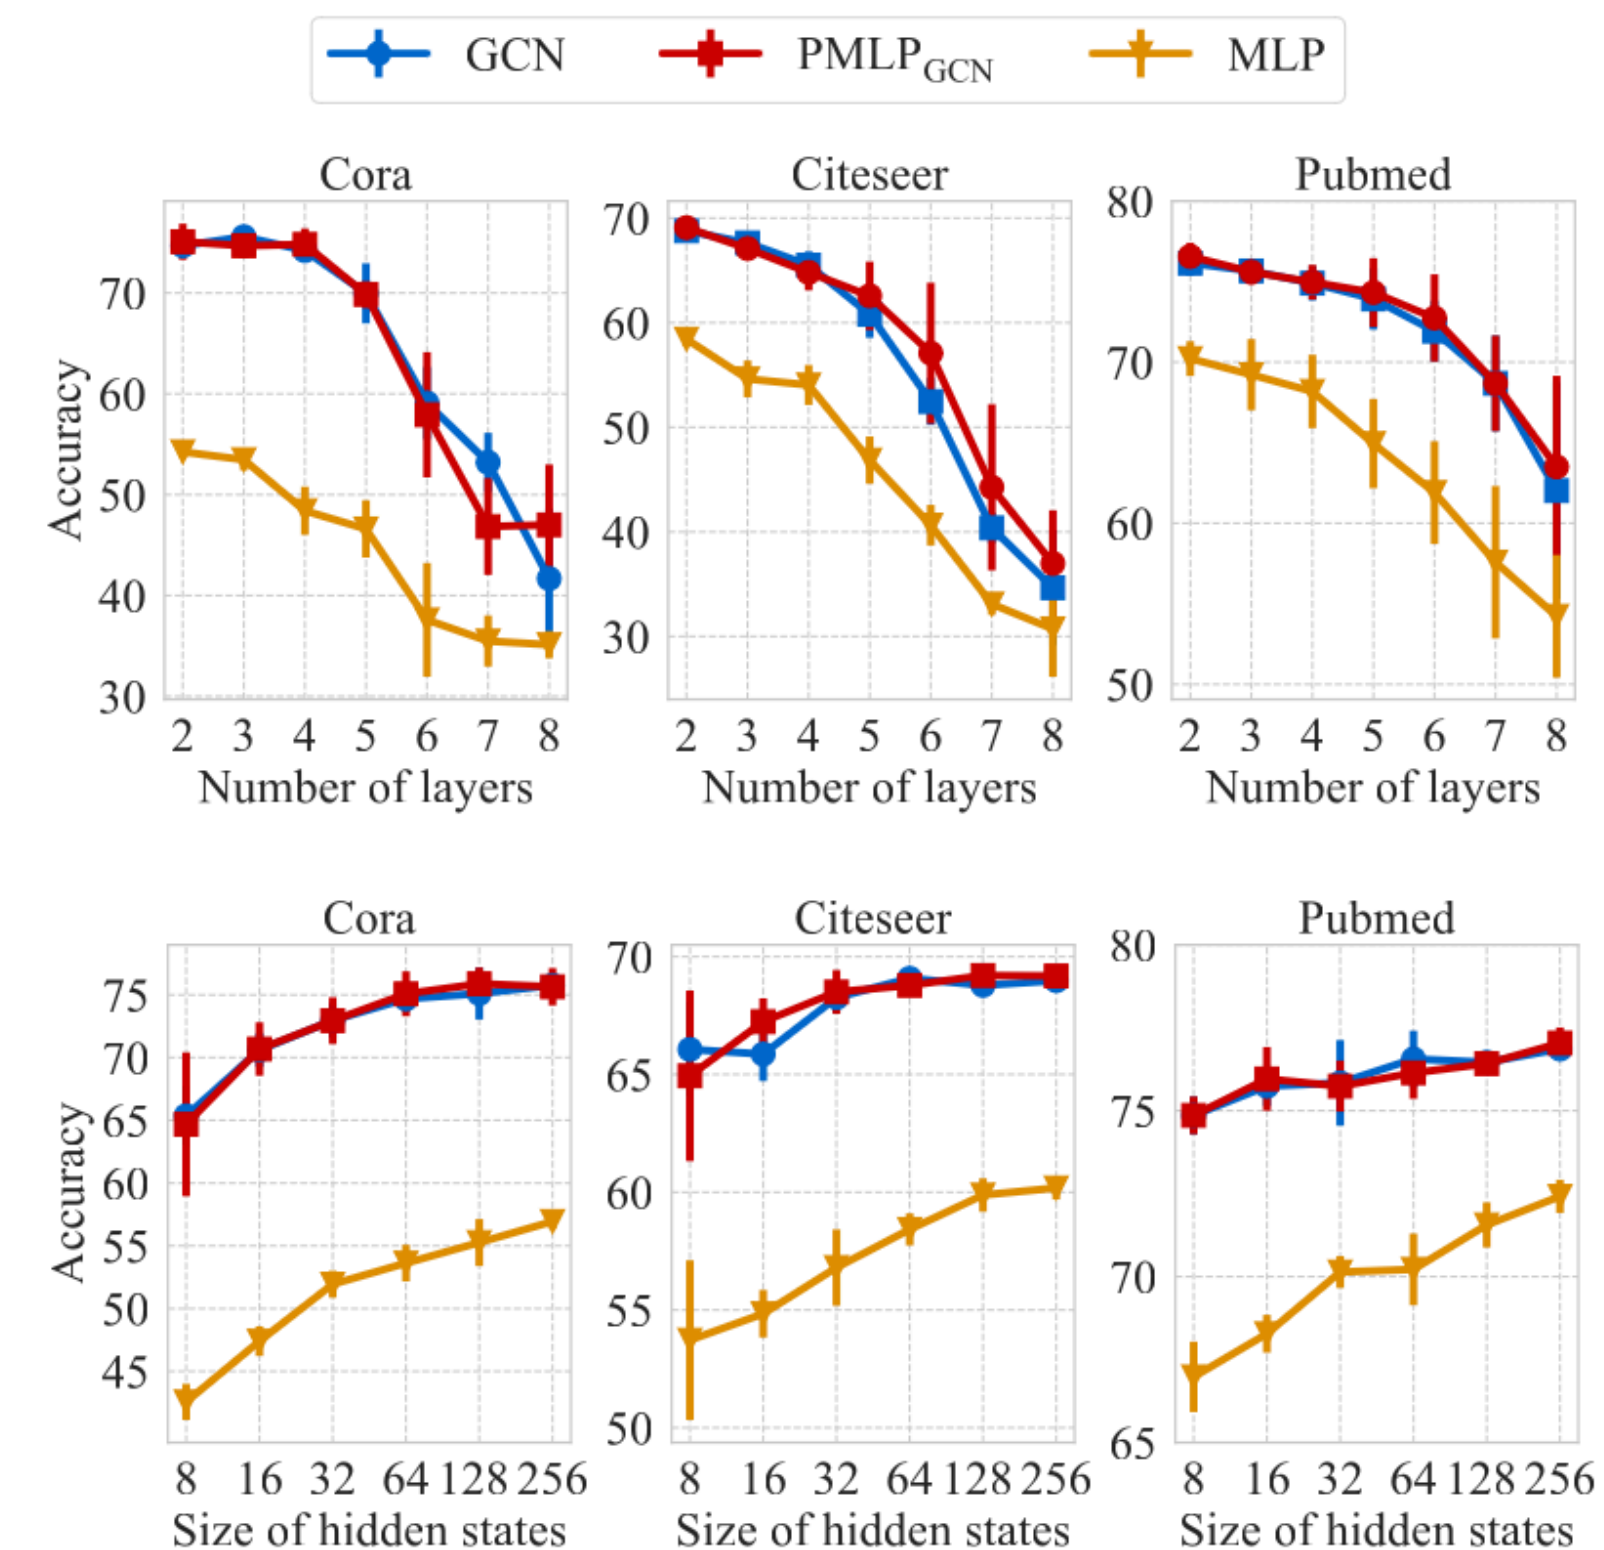 GCN PMLP_GCN MLP
Cora Citeseer Pubmed
Accuracy
70
60
50
40
30
70
60
50
40
30
80
70
60
50
2 3 4 5 6 7 8
2 3 4 5 6 7 8
2 3 4 5 6 7 8
Number of layers Number of layers Number of layers
Cora Citeseer Pubmed
Accuracy
75
70
65
60
55
50
45
70
65
60
55
50
80
75
70
65
8 16 32 64 128 256
8 16 32 64 128 256
8 16 32 64 128 256
Size of hidden states Size of hidden states Size of hidden states